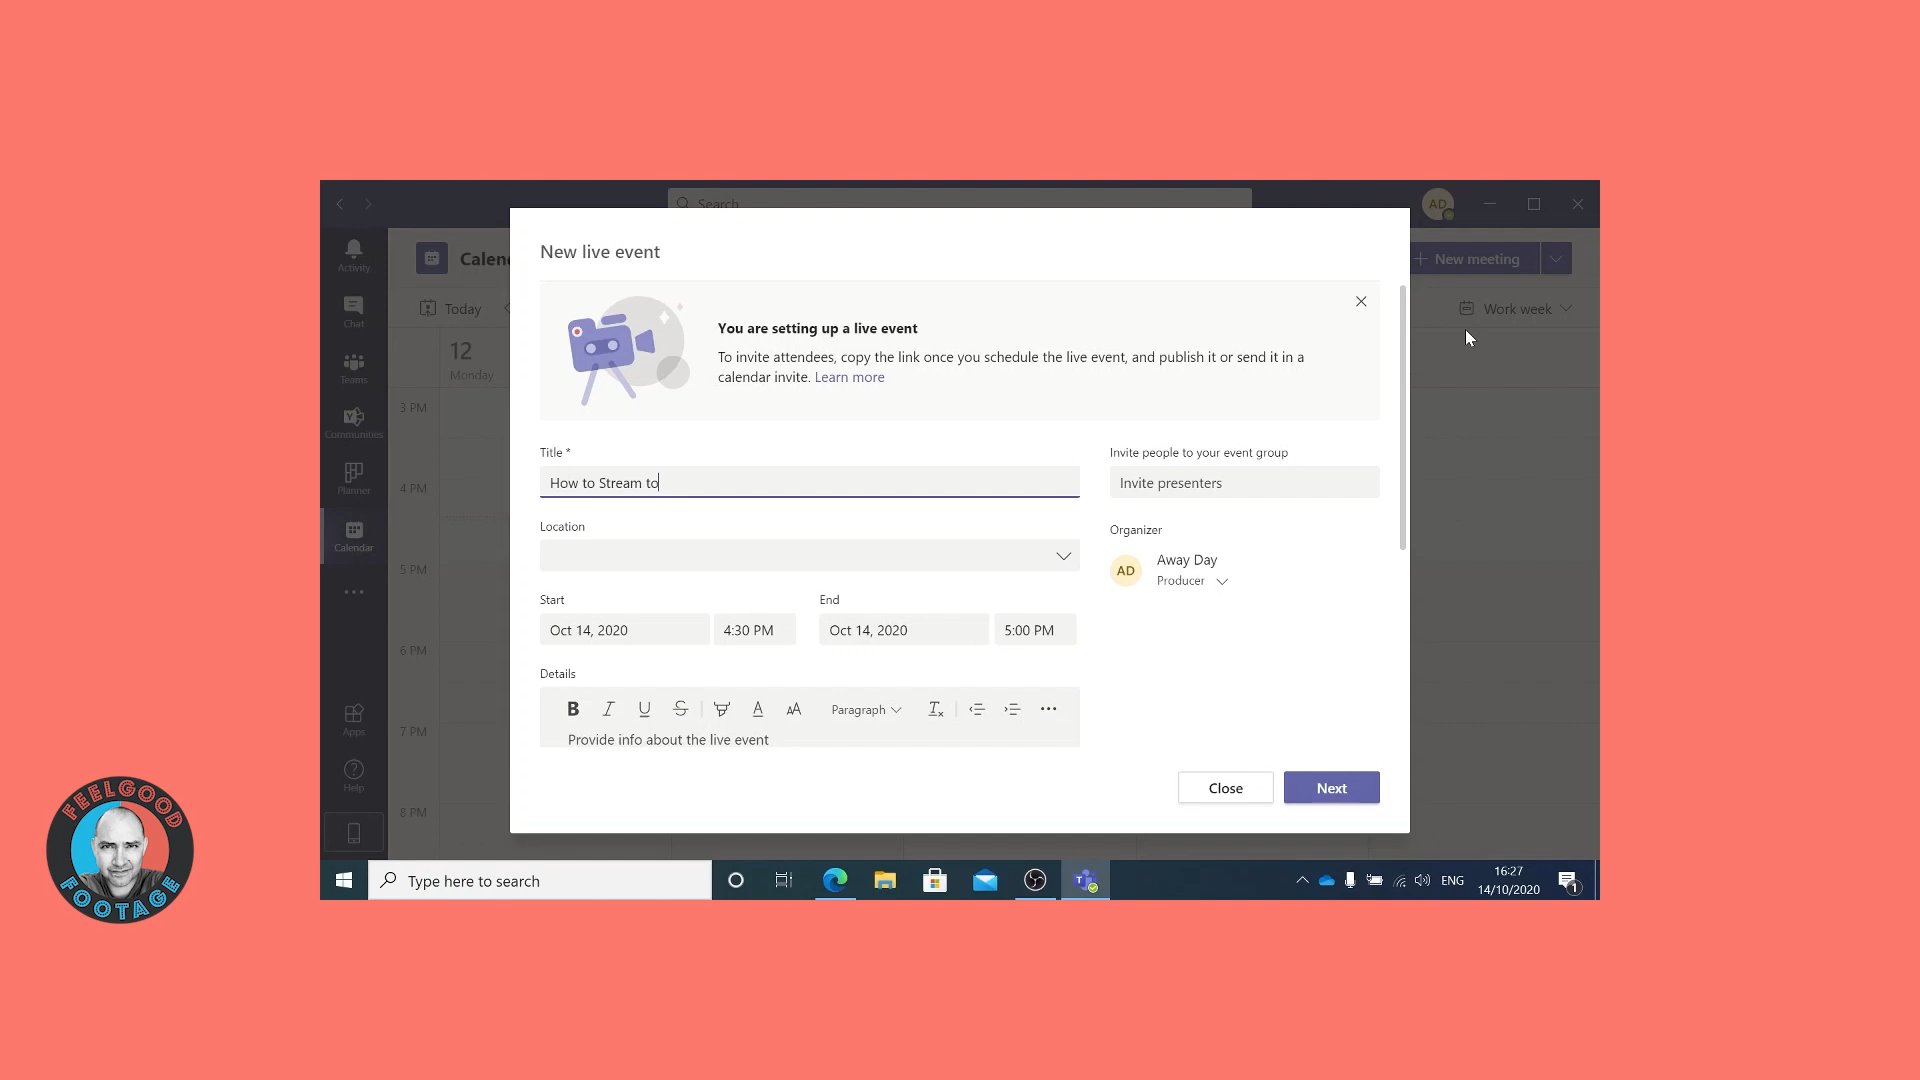 Search
AD
Activity
Chat
Teams
Communities
Planner
Calendar
Apps
Help
Calen
New meeting
Today
Work week
12
Monday
3 PM
4 PM
5 PM
6 PM
7 PM
8 PM
New live event
You are setting up a live event
To invite attendees, copy the link once you schedule the live event, and publish it or send it in a
calendar invite. Learn more
Title *
How to Stream to
Invite people to your event group
Invite presenters
Location
Organizer
AD
Away Day
Producer
Start
End
Oct 14, 2020
4:30 PM
Oct 14, 2020
5:00 PM
Details
B I U S A AA Paragraph
Provide info about the live event
Close
Next
Type here to search
ENG
16:27
14/10/2020
1
FEELGOOD
FOOTAGE